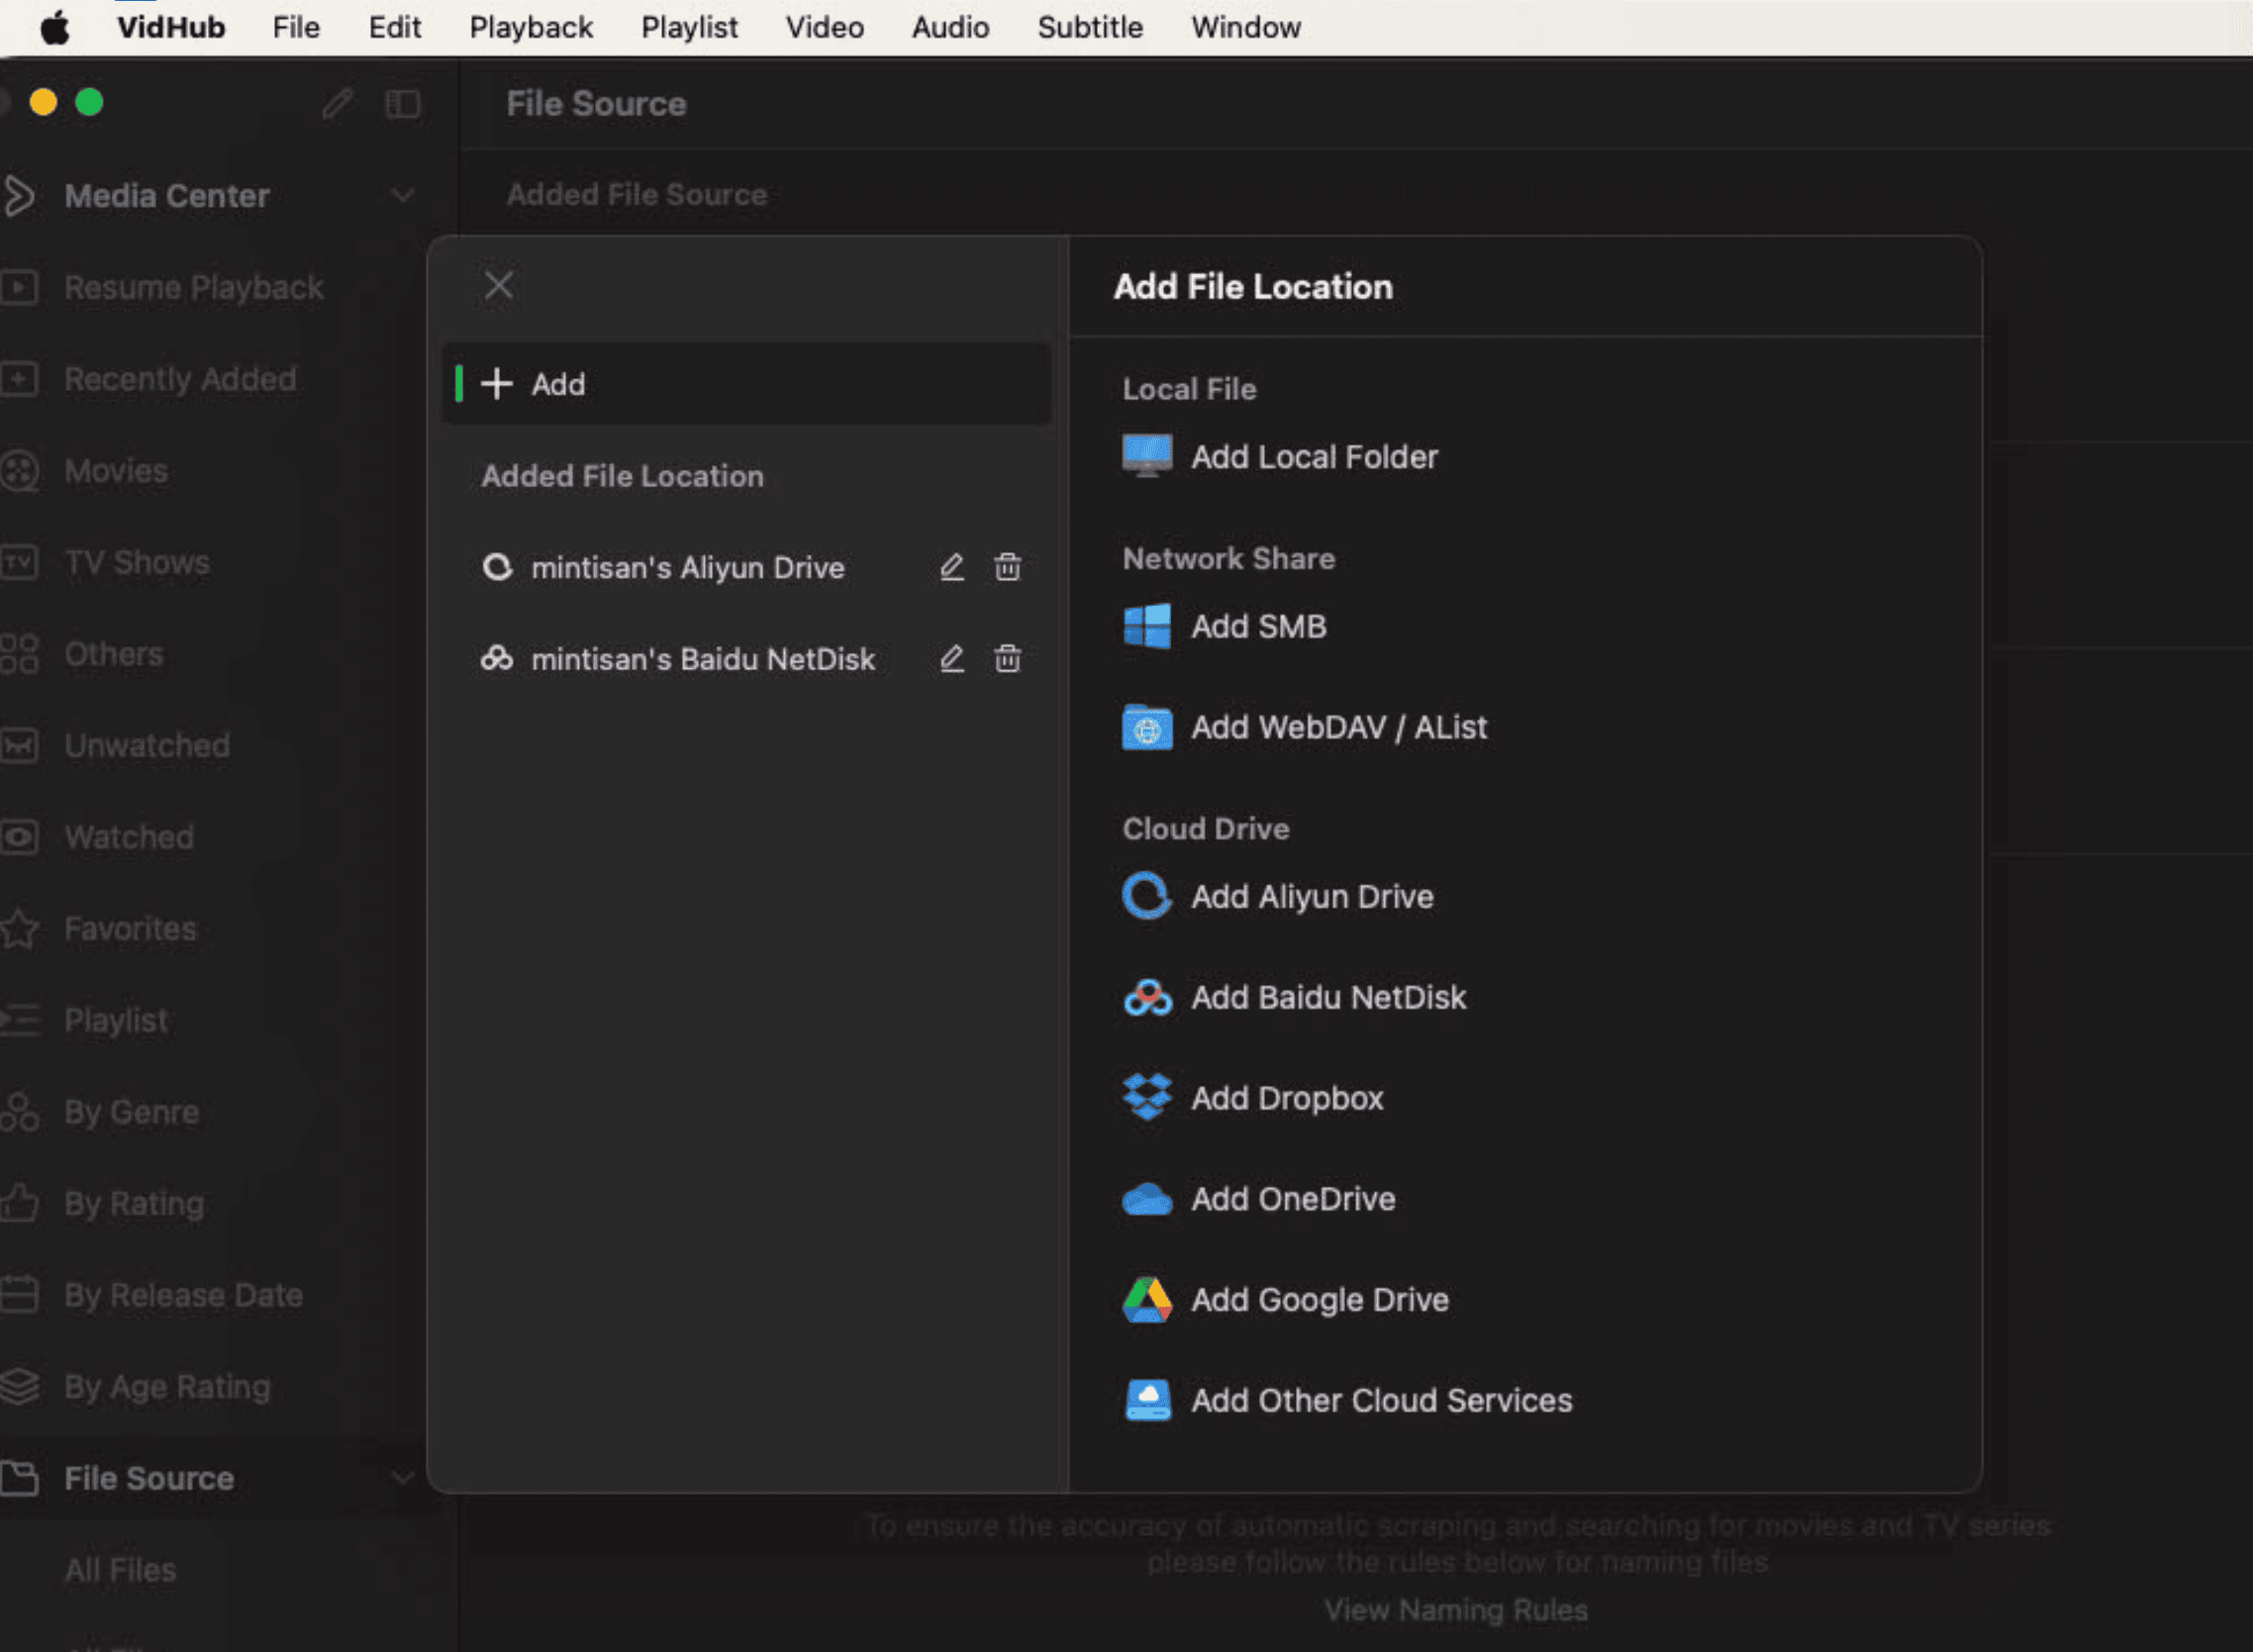 VidHub File Edit Playback Playlist Video Audio Subtitle Window
File Source
Media Center
Resume Playback
Recently Added
Movies
TV Shows
Others
Unwatched
Watched
Favorites
Playlist
By Genre
By Rating
By Release Date
By Age Rating
File Source
All Files
Added File Source
Add
Added File Location
mintisan's Aliyun Drive
mintisan's Baidu NetDisk
Add File Location
Local File
Add Local Folder
Network Share
Add SMB
Add WebDAV / AList
Cloud Drive
Add Aliyun Drive
Add Baidu NetDisk
Add Dropbox
Add OneDrive
Add Google Drive
Add Other Cloud Services
To ensure the accuracy of automatic scraping and searching for movies and TV series
please follow the rules below for naming files
View Naming Rules